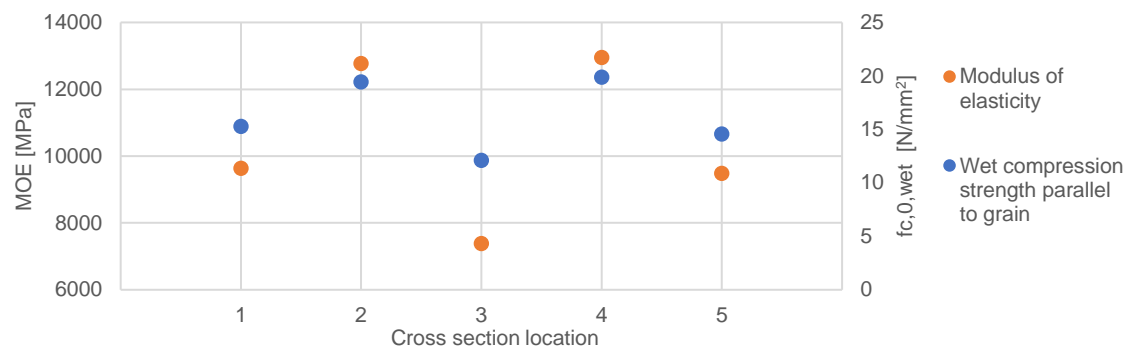 14000
12000
10000
8000
6000
MOE [MPa]
25
20
15
10
5
0
fc,0,wet [N/mm²]
1 2 3 4 5
Cross section location
Modulus of
elasticity
Wet compression
strength parallel
to grain